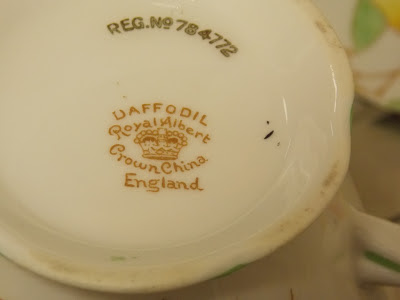 REG. No 784772
DAFFODIL
Royal Albert
Crown China
England